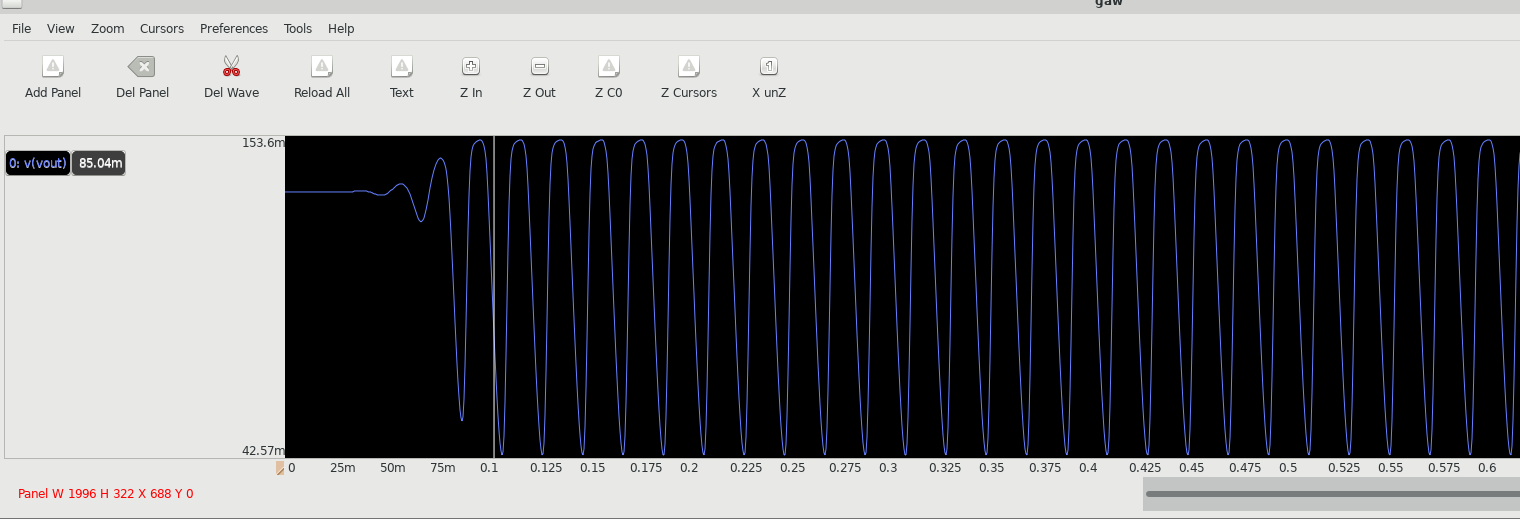 gaw
File View Zoom Cursors Preferences Tools Help
Add Panel Del Panel Del Wave Reload All Text Z In Z Out Z C0 Z Cursors X unZ
153.6m
0: v(vout) 85.04m
42.57m
0 25m 50m 75m 0.1 0.125 0.15 0.175 0.2 0.225 0.25 0.275 0.3 0.325 0.35 0.375 0.4 0.425 0.45 0.475 0.5 0.525 0.55 0.575 0.6
Panel W 1996 H 322 X 688 Y 0